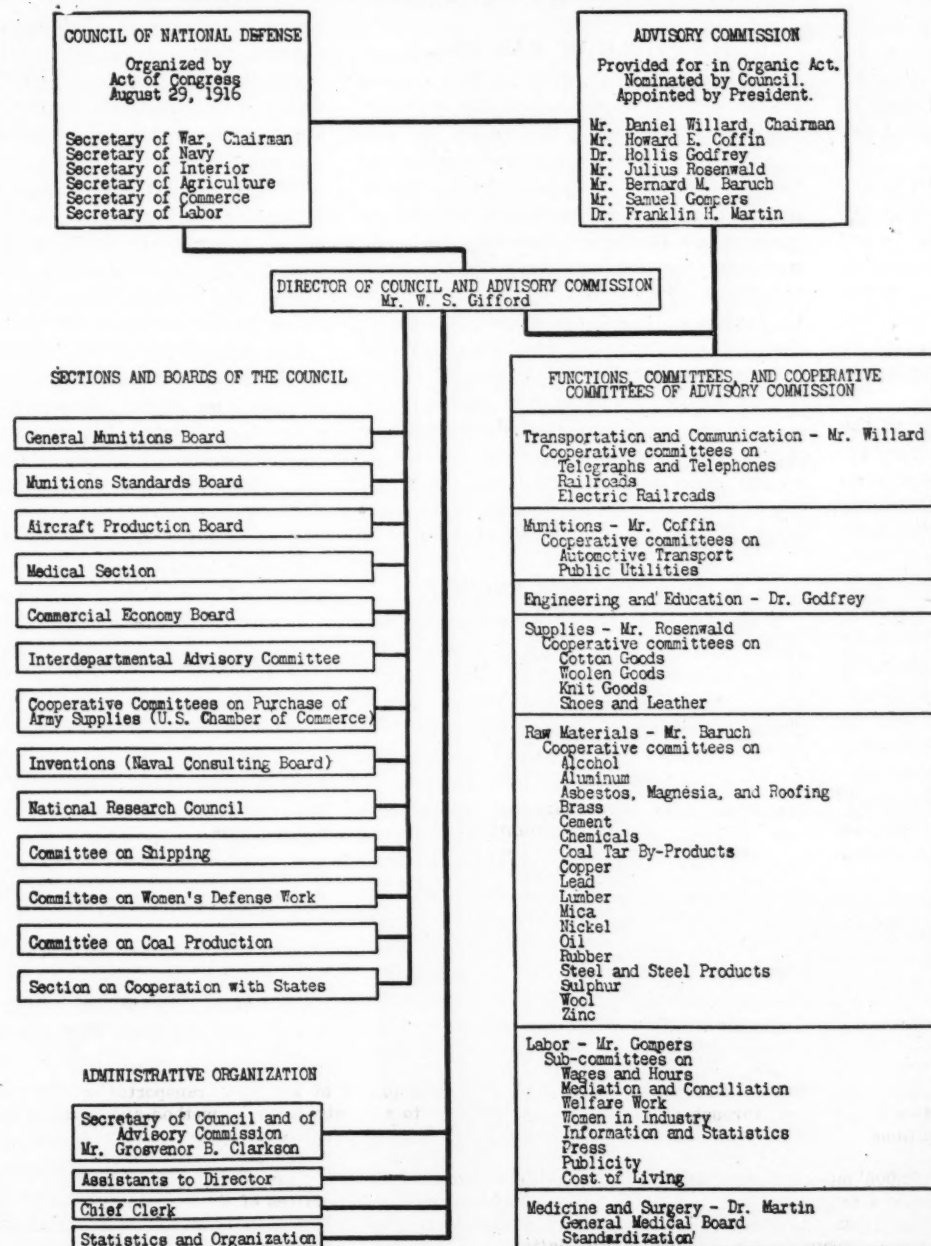 COUNCIL OF NATIONAL DEFENSE
Organized by
Act of Congress
August 29, 1916
Secretary of War, Chairman
Secretary of Navy
Secretary of Interior
Secretary of Agriculture
Secretary of Commerce
Secretary of Labor
ADVISORY COMMISSION
Provided for in Organic Act.
Nominated by Council.
Appointed by President.
Mr. Daniel Willard, Chairman
Mr. Howard E. Coffin
Dr. Hollis Godfrey
Mr. Julius Rosenwald
Mr. Bernard M. Baruch
Mr. Samuel Gompers
Dr. Franklin H. Martin
DIRECTOR OF COUNCIL AND ADVISORY COMMISSION
Mr. W. S. Gifford
SECTIONS AND BOARDS OF THE COUNCIL
General Munitions Board
Munitions Standards Board
Aircraft Production Board
Medical Section
Commercial Economy Board
Interdepartmental Advisory Committee
Cooperative Committees on Purchase of
Army Supplies (U.S. Chamber of Commerce)
Inventions (Naval Consulting Board)
National Research Council
Committee on Shipping
Committee on Women's Defense Work
Committee on Coal Production
Section on Cooperation with States
ADMINISTRATIVE ORGANIZATION
Secretary of Council and of
Advisory Commission
Mr. Grosvenor B. Clarkson
Assistants to Director
Chief Clerk
Statistics and Organization
FUNCTIONS, COMMITTEES, AND COOPERATIVE
COMMITTEES OF ADVISORY COMMISSION
Transportation and Communication - Mr. Willard
Cooperative committees on
Telegraphs and Telephones
Railroads
Electric Railroads
Munitions - Mr. Coffin
Cooperative committees on
Automotive Transport
Public Utilities
Engineering and Education - Dr. Godfrey
Supplies - Mr. Rosenwald
Cooperative committees on
Cotton Goods
Woolen Goods
Knit Goods
Shoes and Leather
Raw Materials - Mr. Baruch
Cooperative committees on
Alcohol
Aluminum
Asbestos, Magnesia, and Roofing
Brass
Cement
Chemicals
Coal Tar By-Products
Copper
Lead
Lumber
Mica
Nickel
Oil
Rubber
Steel and Steel Products
Sulphur
Wool
Zinc
Labor - Mr. Gompers
Sub-committees on
Wages and Hours
Mediation and Conciliation
Welfare Work
Women in Industry
Information and Statistics
Press
Publicity
Cost of Living
Medicine and Surgery - Dr. Martin
General Medical Board
Standardization